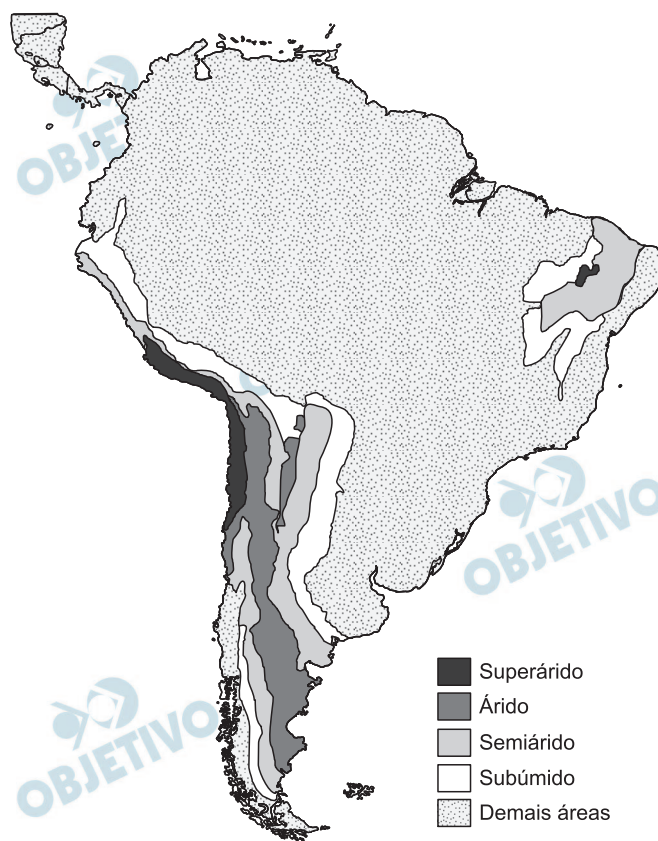 OBJETIVO
OBJETIVO
OBJETIVO
Superárido
Árido
Semiárido
Subúmido
Demais áreas